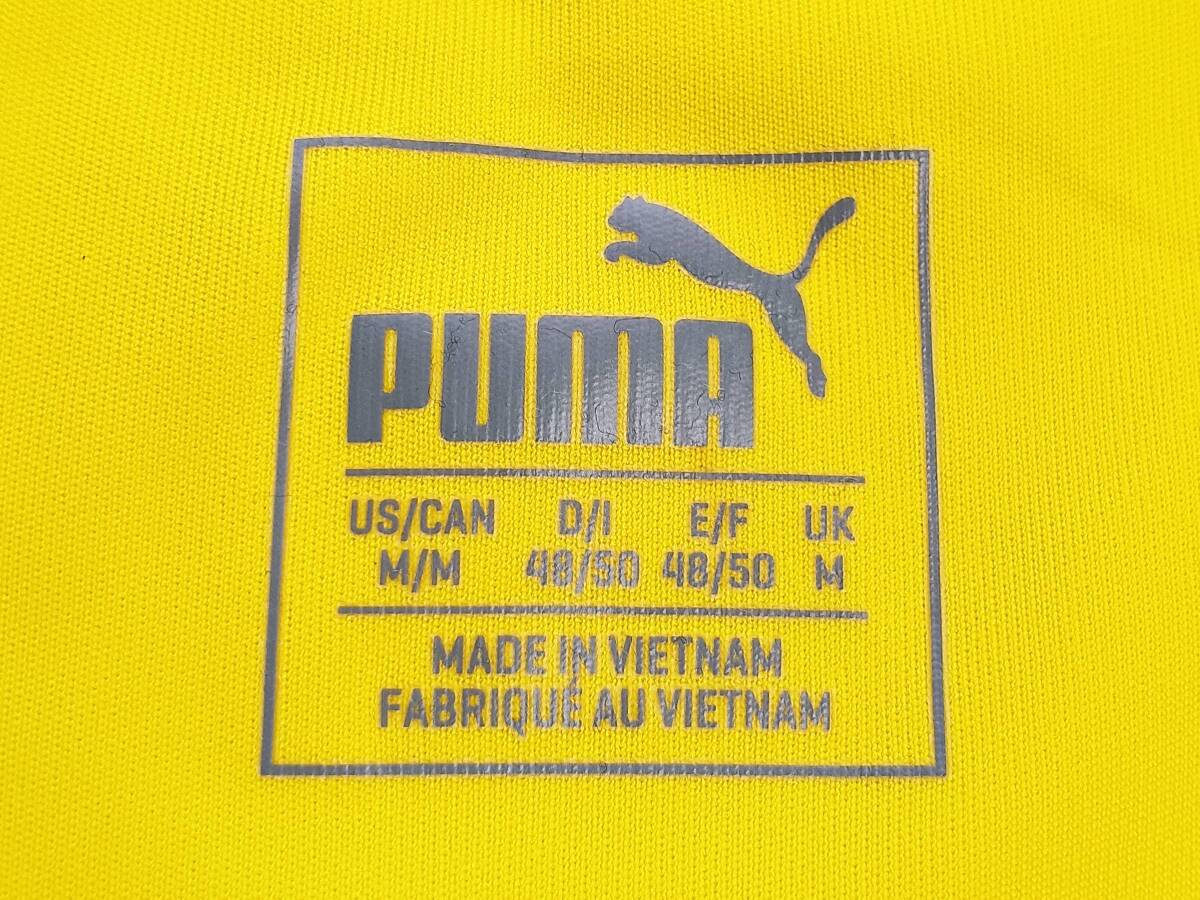 PUMA
US/CAN D/I E/F UK
M/M 48/50 48/50 M
MADE IN VIETNAM
FABRIQUÉ AU VIETNAM